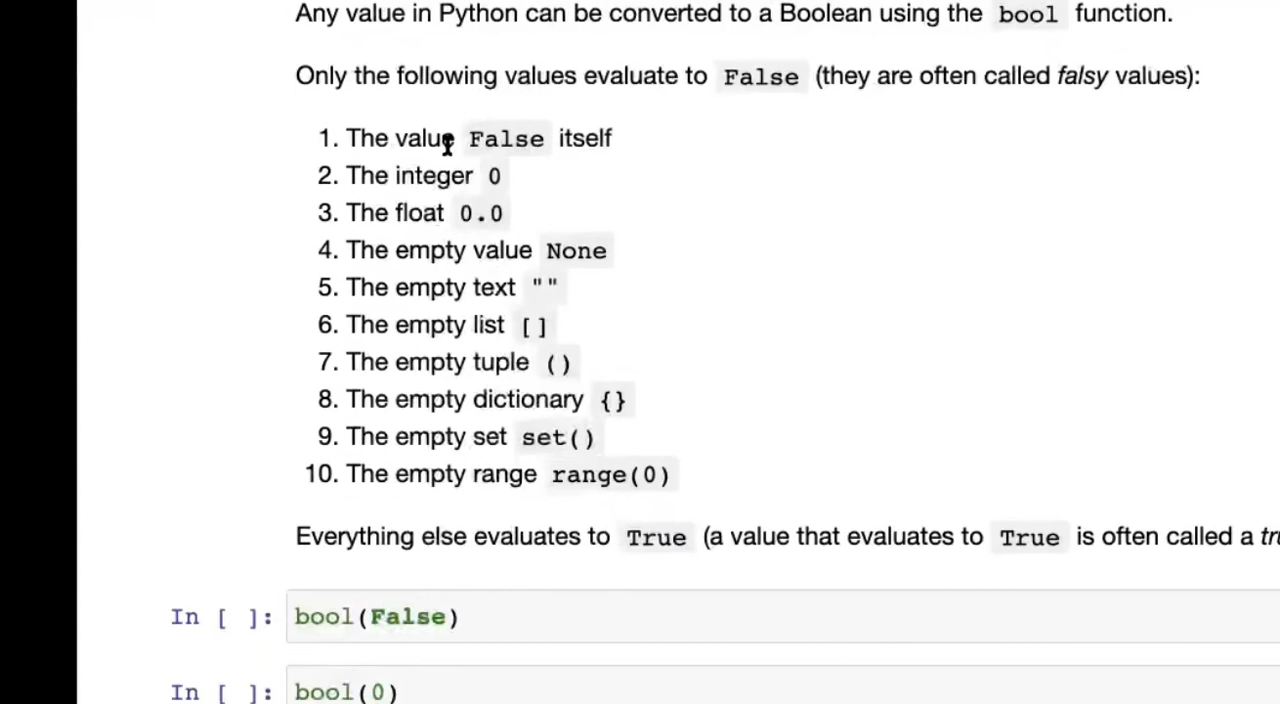 Any value in Python can be converted to a Boolean using the bool function.
Only the following values evaluate to False (they are often called falsy values):
1. The value False itself
2. The integer 0
3. The float 0.0
4. The empty value None
5. The empty text ""
6. The empty list []
7. The empty tuple ()
8. The empty dictionary {}
9. The empty set set()
10. The empty range range(0)
Everything else evaluates to True (a value that evaluates to True is often called a
In [ ]: bool(False)
In [ ]: bool(0)